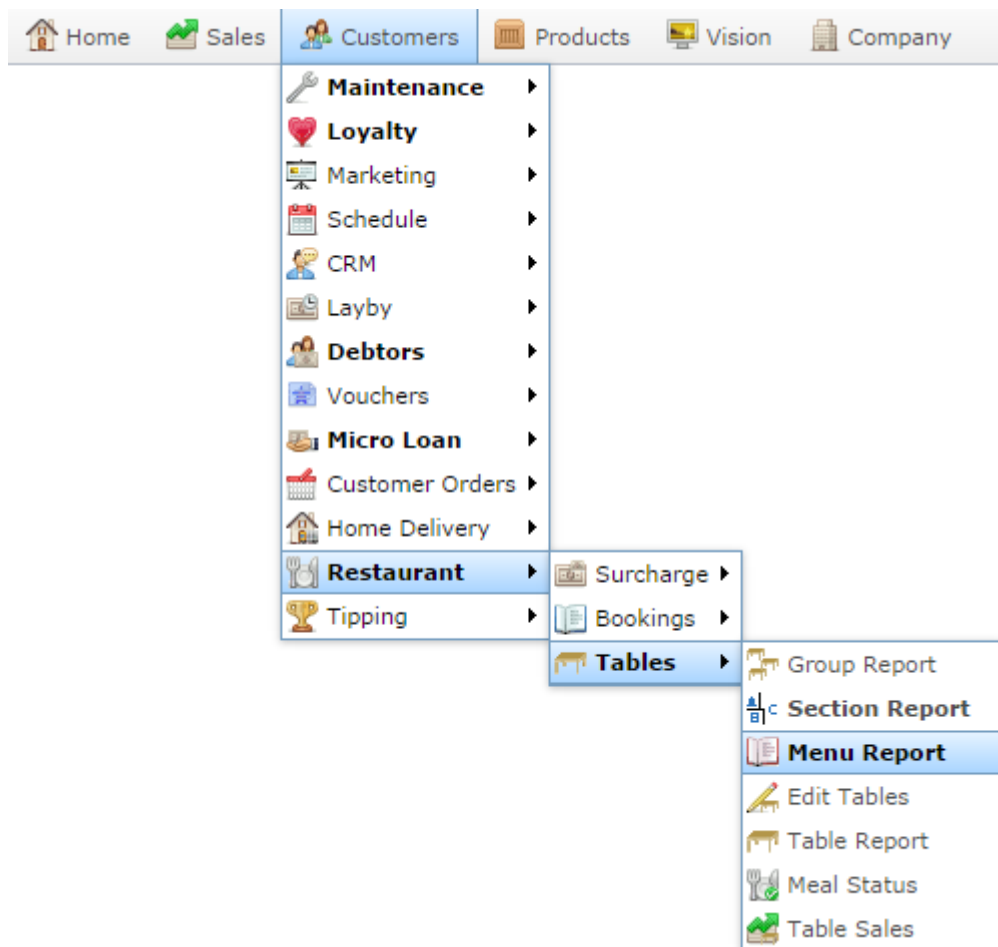 Home Sales Customers Products Vision Company
Maintenance
Loyalty
Marketing
Schedule
CRM
Layby
Debtors
Vouchers
Micro Loan
Customer Orders
Home Delivery
Restaurant Surcharge
Tipping Bookings
Tables Group Report
A B C Section Report
Menu Report
Edit Tables
Table Report
Meal Status
Table Sales